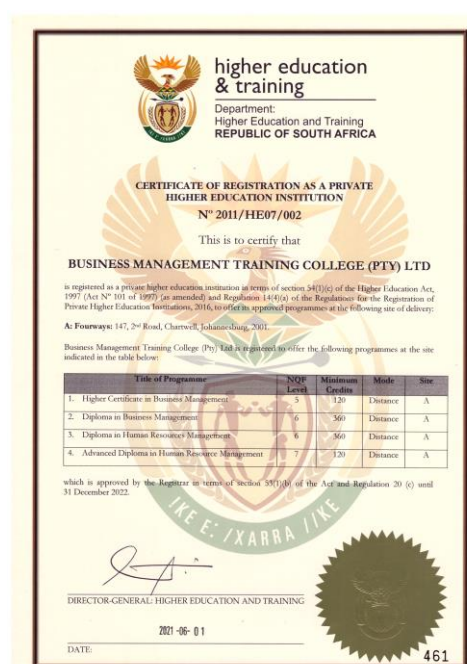 higher education
& training
Department:
Higher Education and Training
REPUBLIC OF SOUTH AFRICA
CERTIFICATE OF REGISTRATION AS A PRIVATE
HIGHER EDUCATION INSTITUTION
Nº 2011/HE07/002
This is to certify that
BUSINESS MANAGEMENT TRAINING COLLEGE (PTY) LTD
is registered as a private higher education institution in terms of section 54(1)(c) of the Higher Education Act,
1997 (Act Nº 101 of 1997) (as amended) and Regulation 14(4)(a) of the Regulations for the Registration of
Private Higher Education Institutions, 2016, to offer its approved programmes at the following site of delivery:
A: Fourways: 147, 2nd Road, Chartwell, Johannesburg, 2001.
Business Management Training College (Pty) Ltd is registered to offer the following programmes at the site
indicated in the table below:
Title of Programme NQF Level Minimum Credits Mode Site
1. Higher Certificate in Business Management 5 120 Distance A
2. Diploma in Business Management 6 360 Distance A
3. Diploma in Human Resources Management 6 360 Distance A
4. Advanced Diploma in Human Resource Management 7 120 Distance A
which is approved by the Registrar in terms of section 53(1)(b) of the Act and Regulation 20 (c) until
31 December 2022.
!KE E: /XARRA //KE
DIRECTOR-GENERAL: HIGHER EDUCATION AND TRAINING
2021 -06- 01
DATE:
461